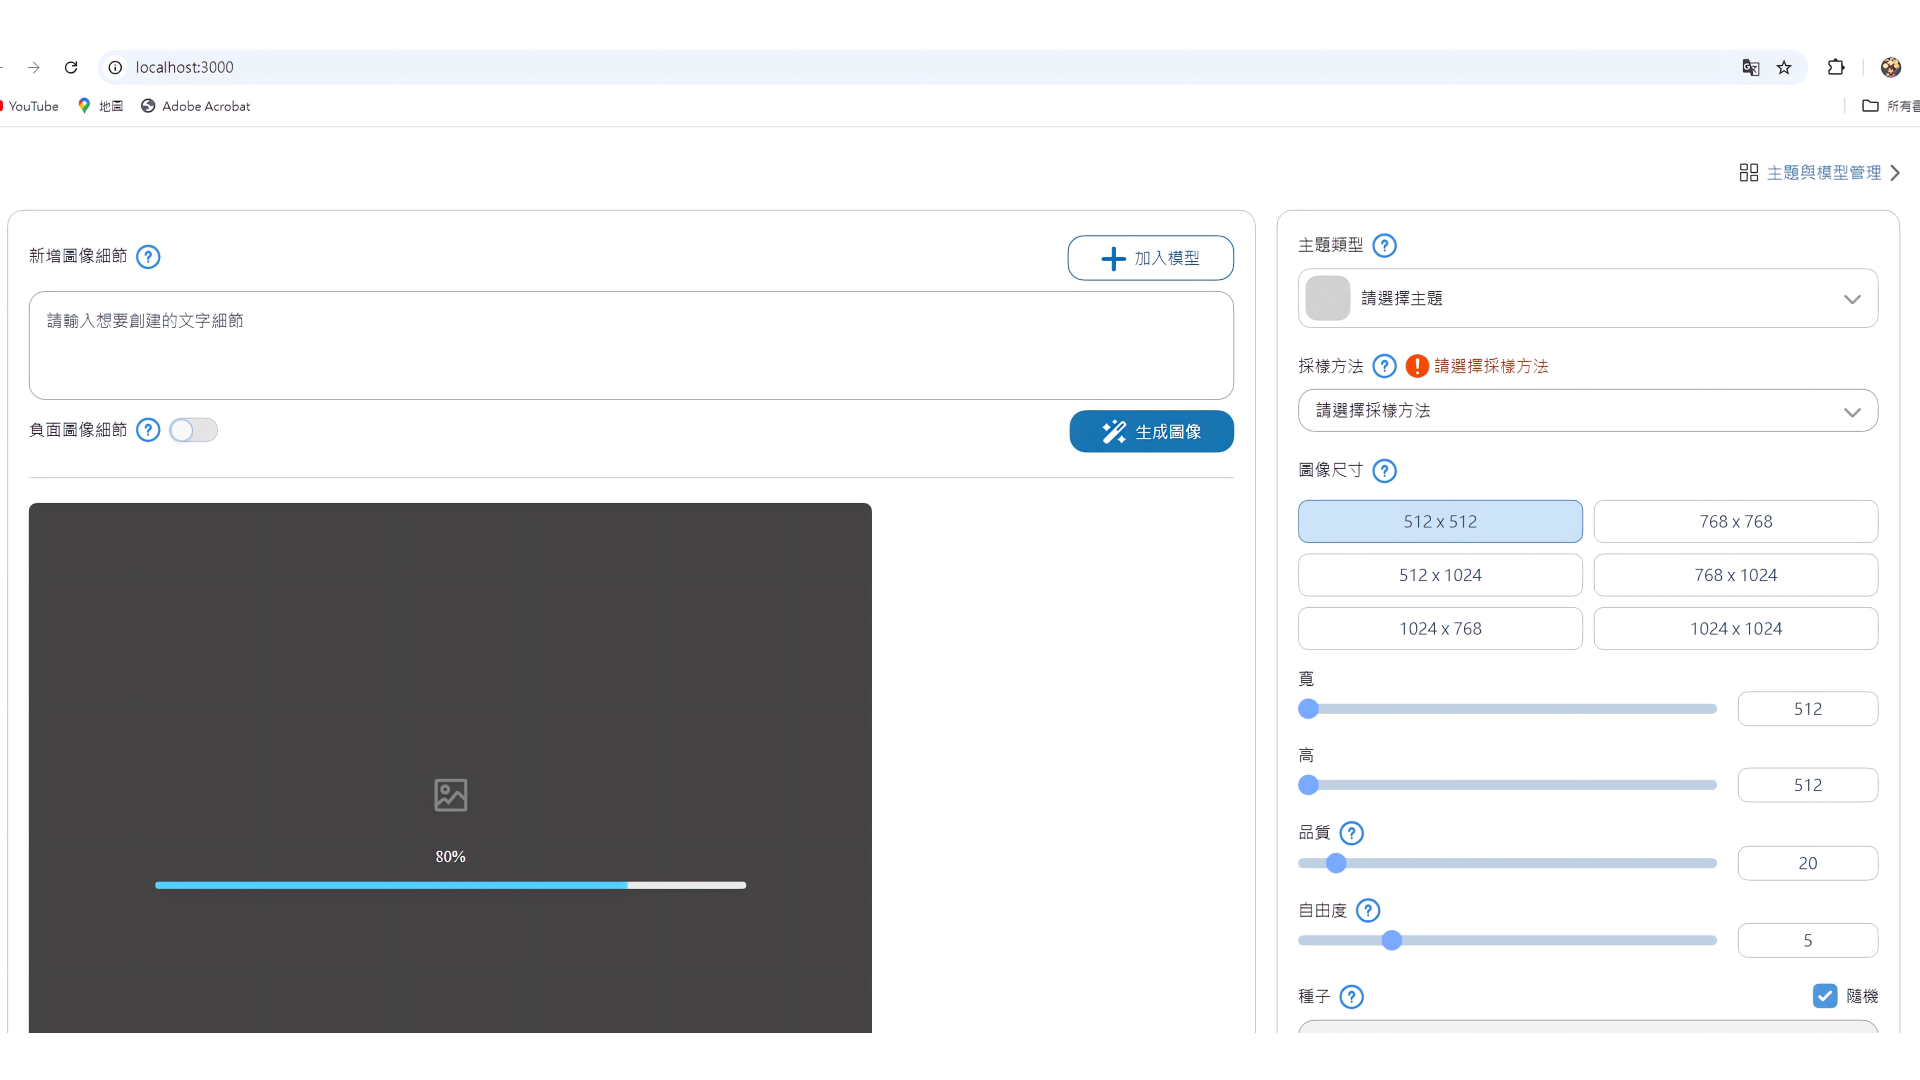 localhost:3000
YouTube
地圖
Adobe Acrobat
所有書
主題與模型管理
新增圖像細節
加入模型
請輸入想要創建的文字細節
負面圖像細節
生成圖像
80%
主題類型
請選擇主題
採樣方法
請選擇採樣方法
請選擇採樣方法
圖像尺寸
512 x 512
768 x 768
512 x 1024
768 x 1024
1024 x 768
1024 x 1024
寬
512
高
512
品質
20
自由度
5
種子
隨機